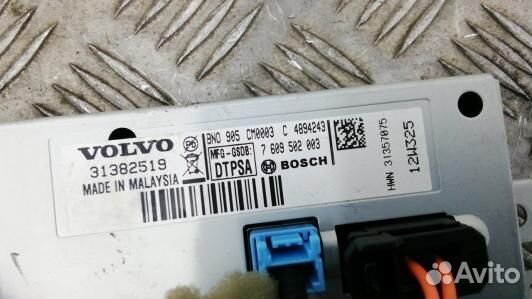 VOLVO
31382519
MADE IN MALAYSIA
BNO 905 CM0003 C 4894243
MFG-GSDB: 7 609 502 003
DTPSA BOSCH
HWN 31357075
12W325
Avito